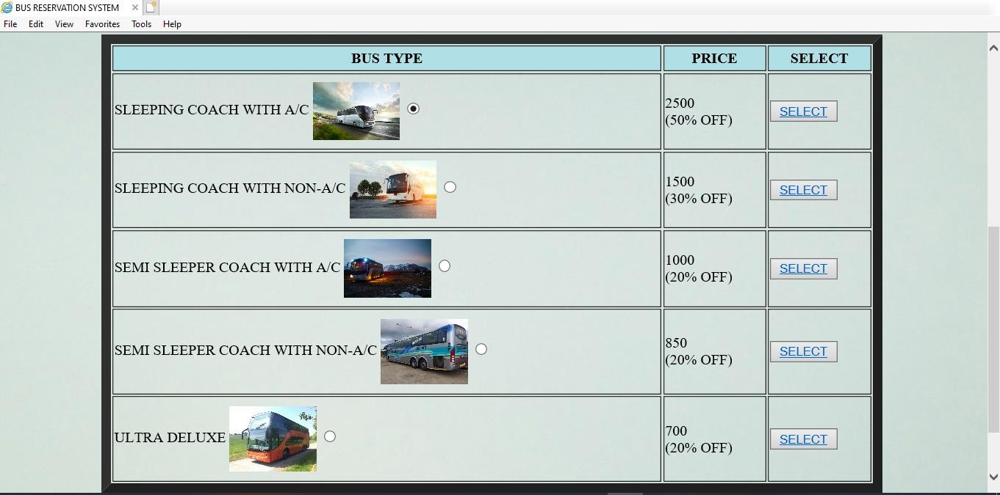 BUS RESERVATION SYSTEM
File Edit View Favorites Tools Help
BUS TYPE PRICE SELECT
SLEEPING COACH WITH A/C
2500
(50% OFF)
SELECT
SLEEPING COACH WITH NON-A/C
1500
(30% OFF)
SELECT
SEMI SLEEPER COACH WITH A/C
1000
(20% OFF)
SELECT
SEMI SLEEPER COACH WITH NON-A/C
850
(20% OFF)
SELECT
ULTRA DELUXE
700
(20% OFF)
SELECT